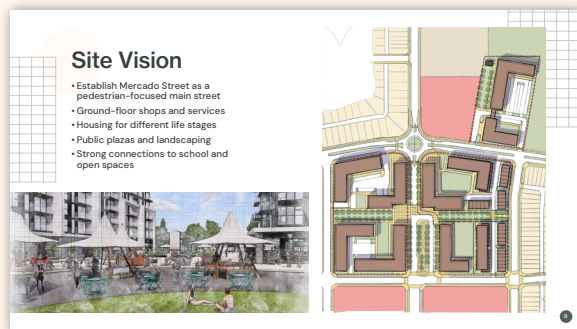 Site Vision
• Establish Mercado Street as a
pedestrian-focused main street
• Ground-floor shops and services
• Housing for different life stages
• Public plazas and landscaping
• Strong connections to school and
open spaces